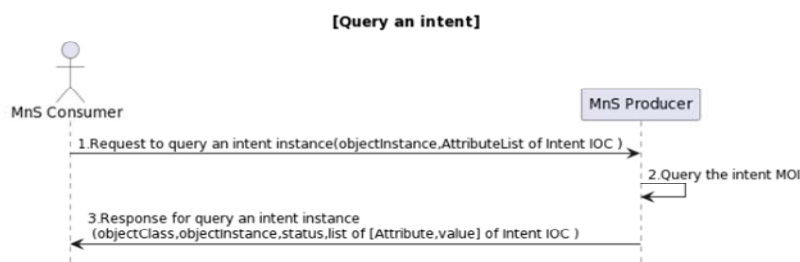 [Query an intent]
MnS Consumer
MnS Producer
1.Request to query an intent instance(objectInstance,AttributeList of Intent IOC )
2.Query the intent MOI
3.Response for query an intent instance
(objectClass,objectInstance,status,list of [Attribute,value] of Intent IOC )